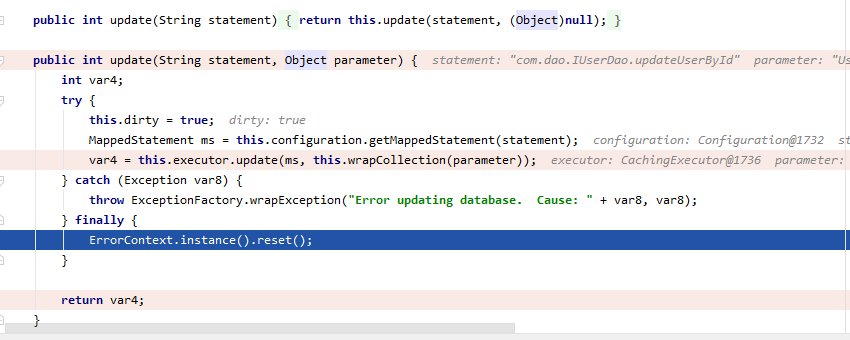 public int update(String statement) { return this.update(statement, (Object)null); }
public int update(String statement, Object parameter) {  statement: "com.dao.IUserDao.updateUserById"  parameter: "Us
int var4;
try {
this.dirty = true;  dirty: true
MappedStatement ms = this.configuration.getMappedStatement(statement);  configuration: Configuration@1732  st
var4 = this.executor.update(ms, this.wrapCollection(parameter));  executor: CachingExecutor@1736  parameter:
} catch (Exception var8) {
throw ExceptionFactory.wrapException("Error updating database.  Cause: " + var8, var8);
} finally {
ErrorContext.instance().reset();
}
return var4;
}